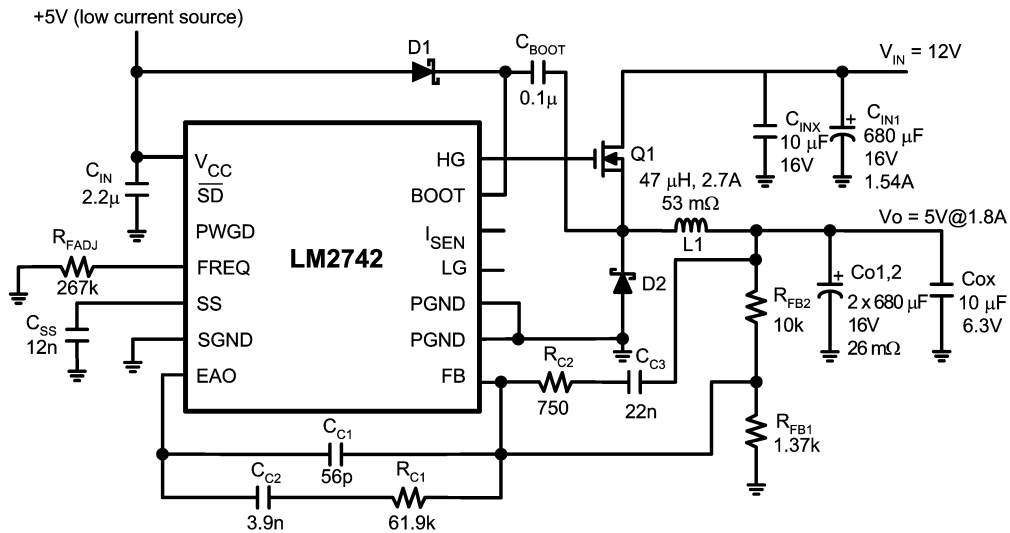 +5V (low current source)
D1
CBOOT
0.1μ
VIN = 12V
CINX
10 μF
16V
CIN1
+
680 μF
16V
1.54A
CIN
2.2μ
VCC
SD
PWGD
FREQ
SS
SGND
EAO
LM2742
HG
BOOT
ISEN
LG
PGND
PGND
FB
Q1
47 μH, 2.7A
53 mΩ
L1
Vo = 5V@1.8A
D2
RFADJ
267k
CSS
12n
RFB2
10k
+
Co1,2
2 x 680 μF
16V
26 mΩ
Cox
10 μF
6.3V
RC2
750
CC3
22n
RFB1
1.37k
CC1
56p
CC2
3.9n
RC1
61.9k